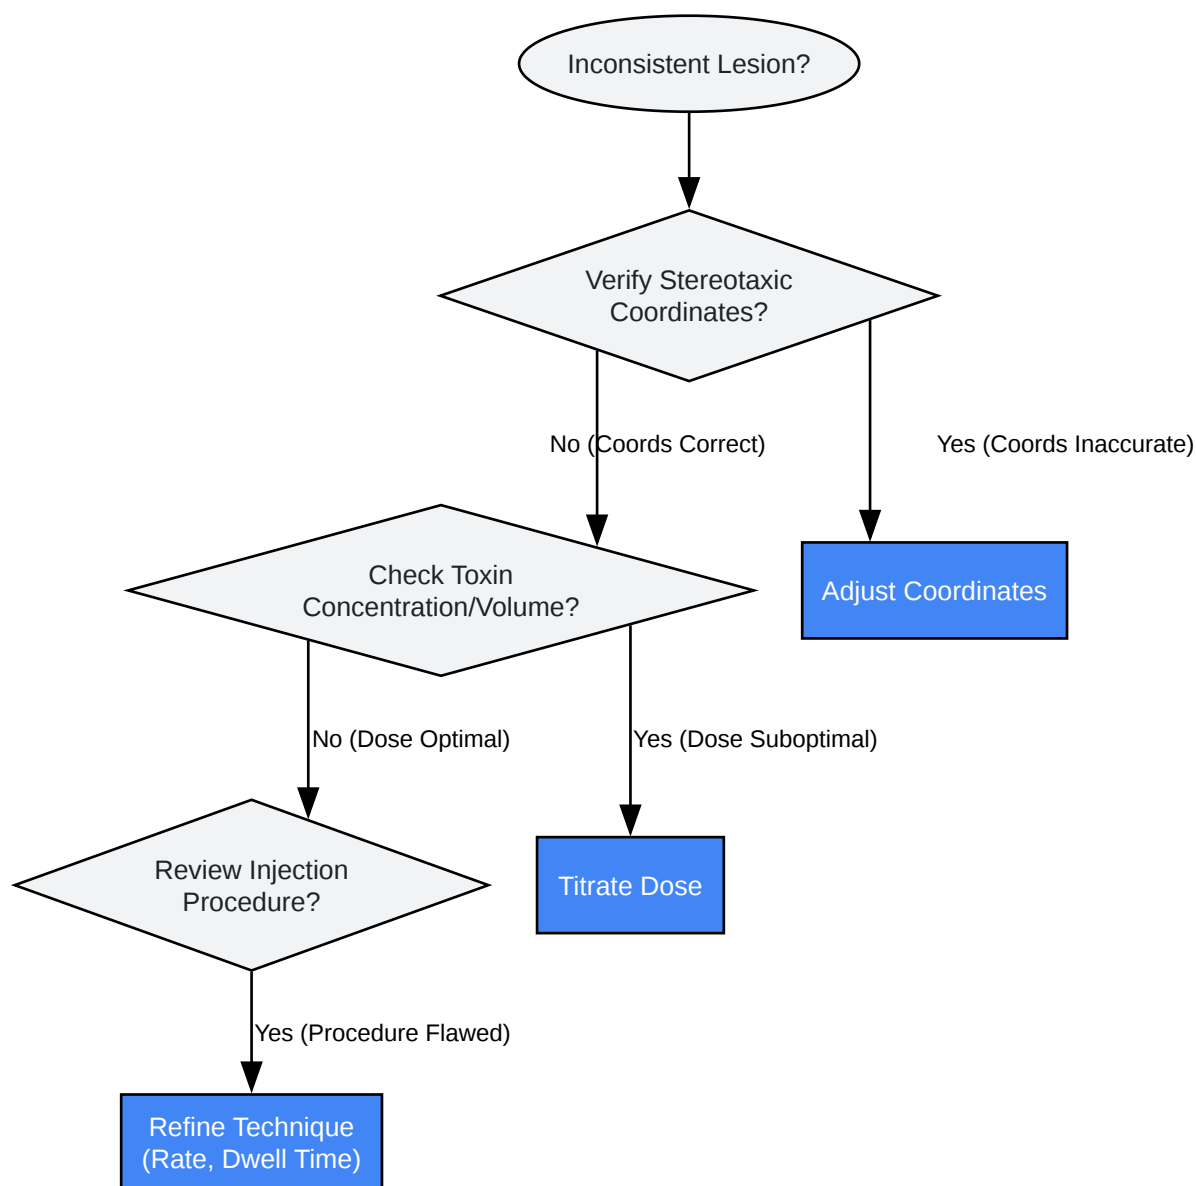 Inconsistent Lesion?
Verify Stereotaxic
Coordinates?
No (Coords Correct)
Yes (Coords Inaccurate)
Check Toxin
Concentration/Volume?
Adjust Coordinates
No (Dose Optimal)
Yes (Dose Suboptimal)
Review Injection
Procedure?
Titrate Dose
Yes (Procedure Flawed)
Refine Technique
(Rate, Dwell Time)